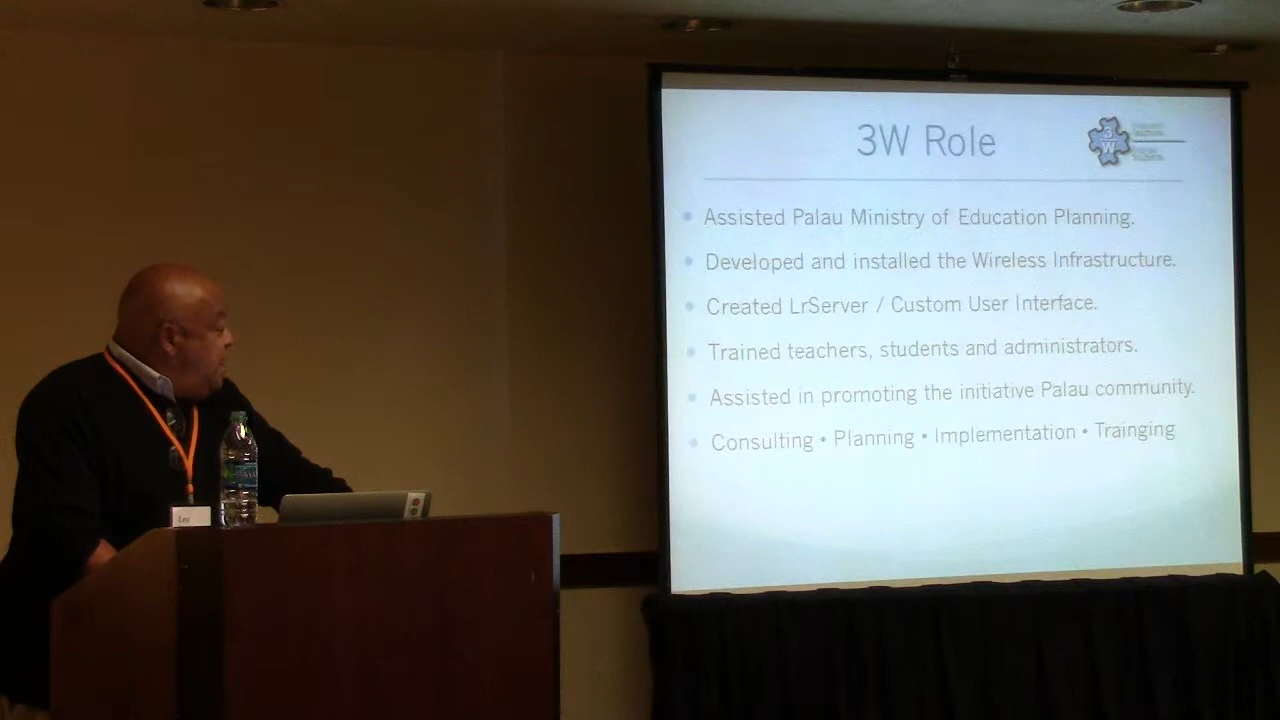 3W Role
3
W
• Assisted Palau Ministry of Education Planning.
• Developed and installed the Wireless Infrastructure.
• Created LrServer / Custom User Interface.
• Trained teachers, students and administrators.
• Assisted in promoting the initiative Palau community.
• Consulting • Planning • Implementation • Trainging